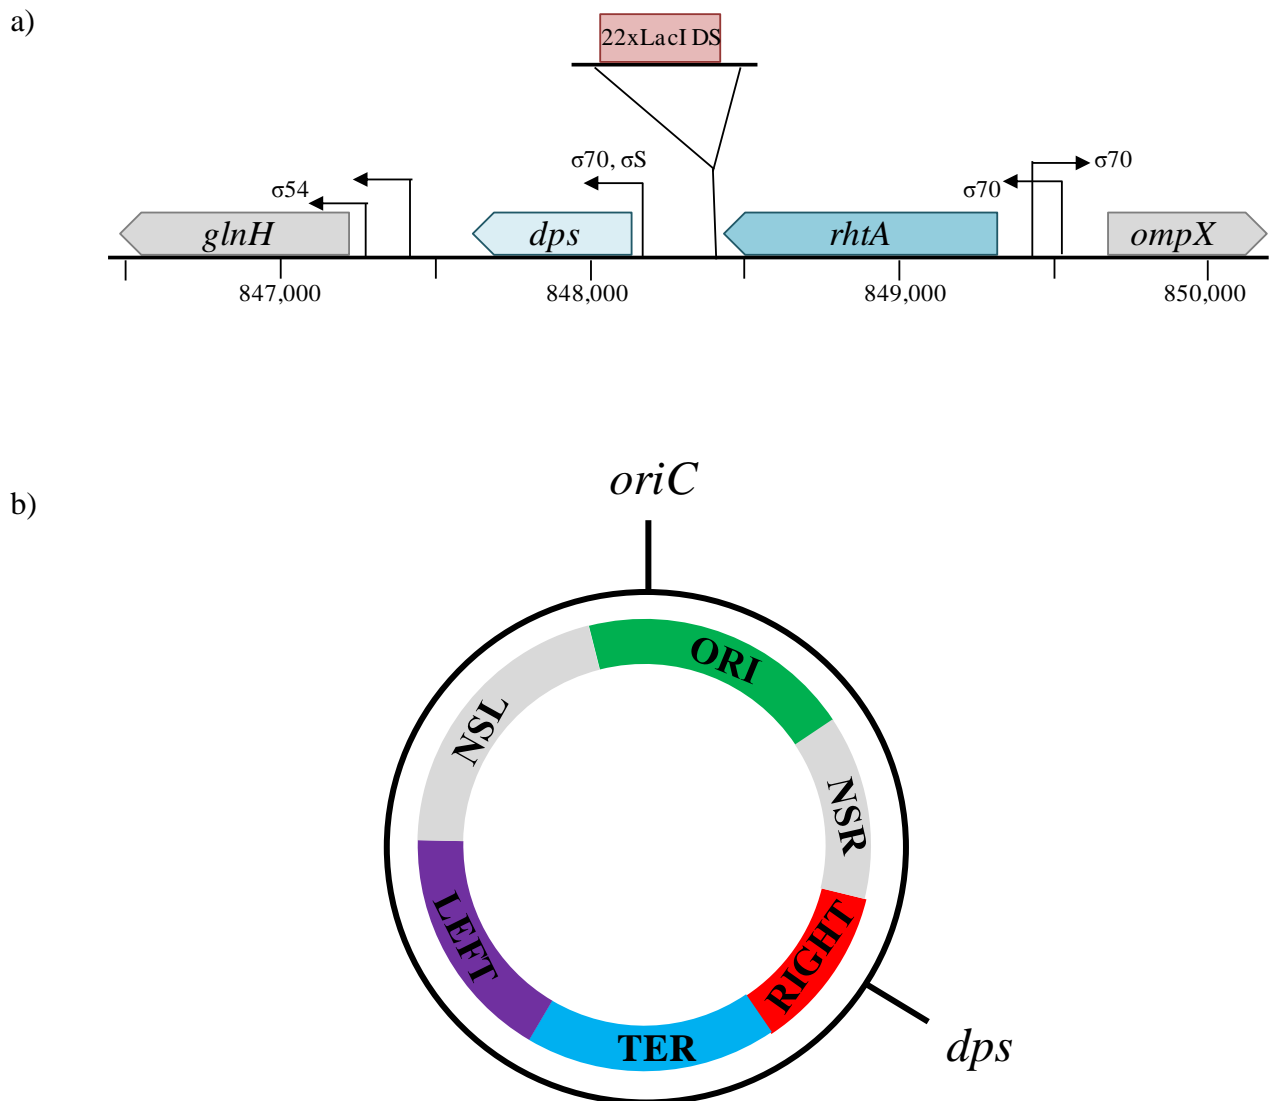 a)
22xLacI DS
σ70, σS
σ70
σ54
σ70
glnH
dps
rhtA
ompX
847,000
848,000
849,000
850,000
b)
oriC
ORI
NSL
NSR
LEFT
RIGHT
TER
dps